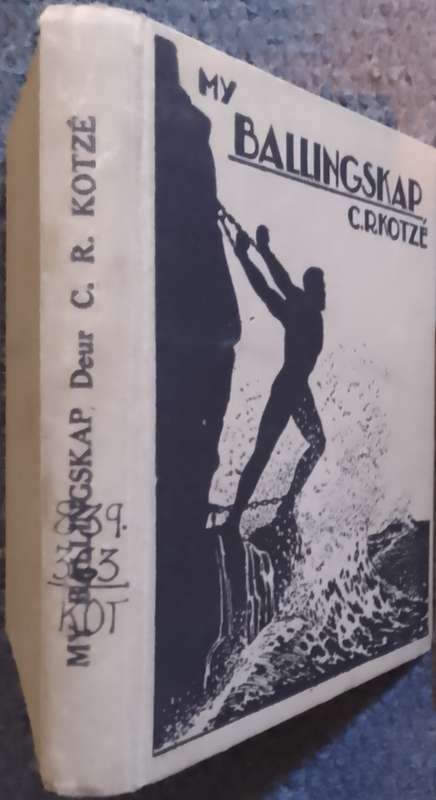 MY
BALLINGSKAP
C.R.KOTZÉ
MY BALLINGSKAP Deur C. R. KOTZÉ
KOT